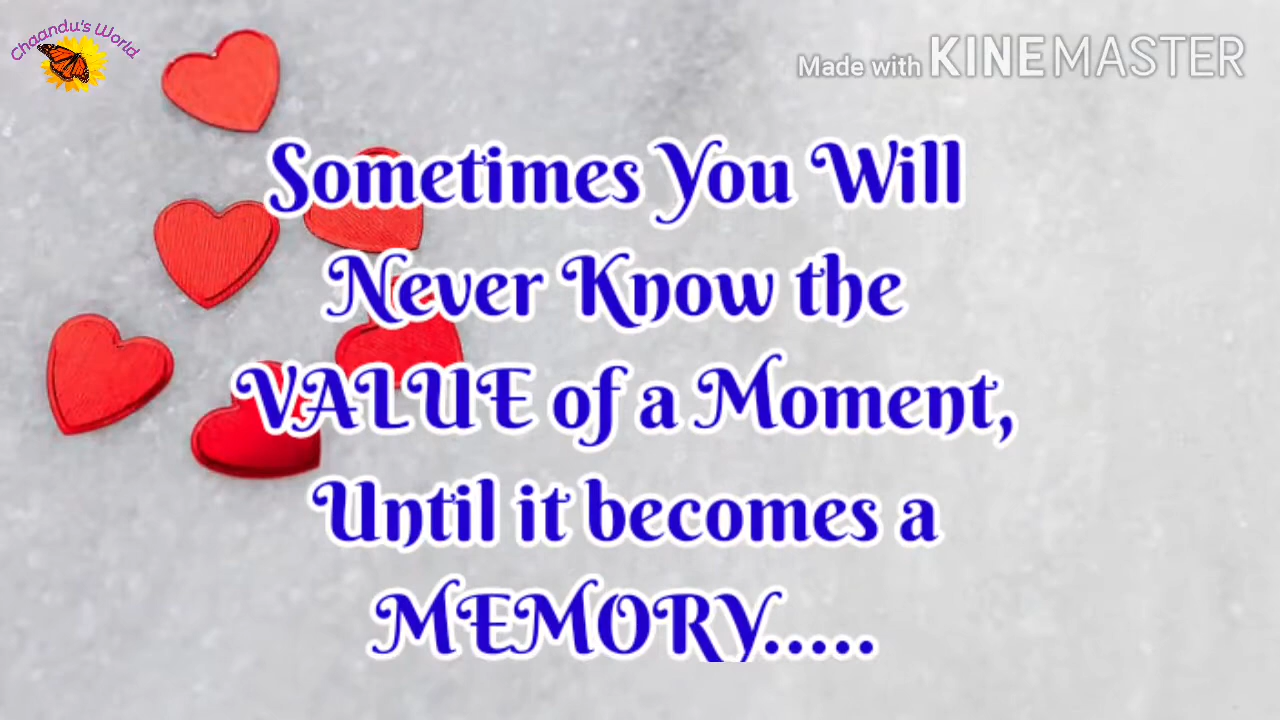 Chaandu's World
Made with KINEMASTER
Sometimes You Will
Never Know the
VALUE of a Moment,
Until it becomes a
MEMORY.....